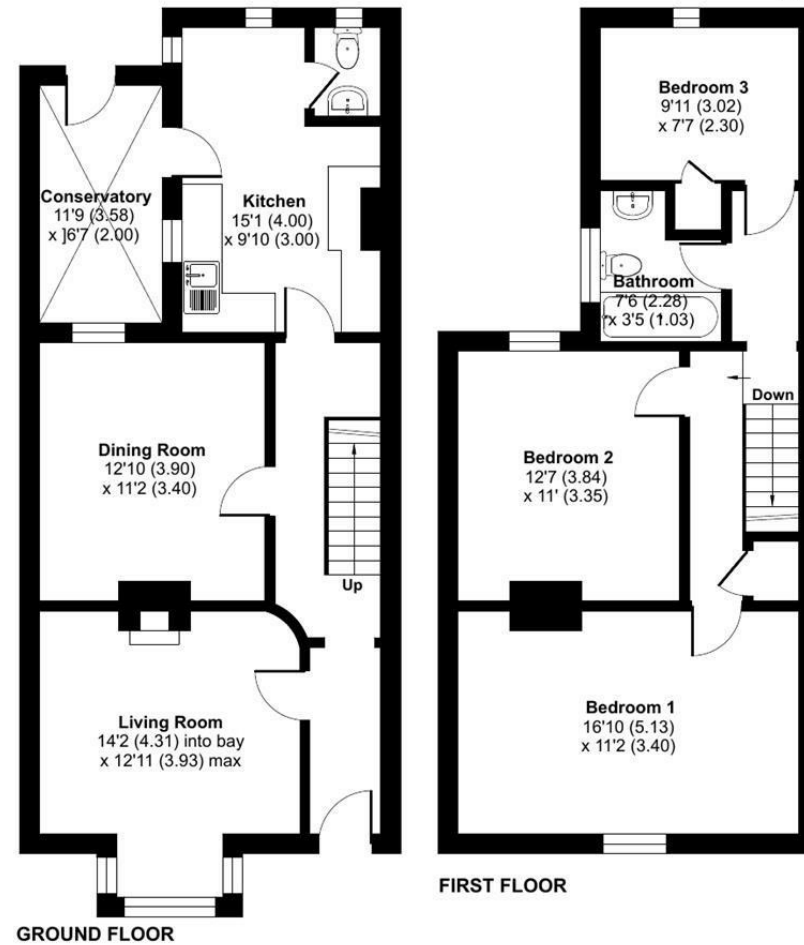 Conservatory
11'9 (3.58)
x ]6'7 (2.00)
Kitchen
15'1 (4.00)
x 9'10 (3.00)
Dining Room
12'10 (3.90)
x 11'2 (3.40)
Up
Living Room
14'2 (4.31) into bay
x 12'11 (3.93) max
GROUND FLOOR
Bedroom 3
9'11 (3.02)
x 7'7 (2.30)
Bathroom
7'6 (2.28)
x 3'5 (1.03)
Down
Bedroom 2
12'7 (3.84)
x 11' (3.35)
Bedroom 1
16'10 (5.13)
x 11'2 (3.40)
FIRST FLOOR